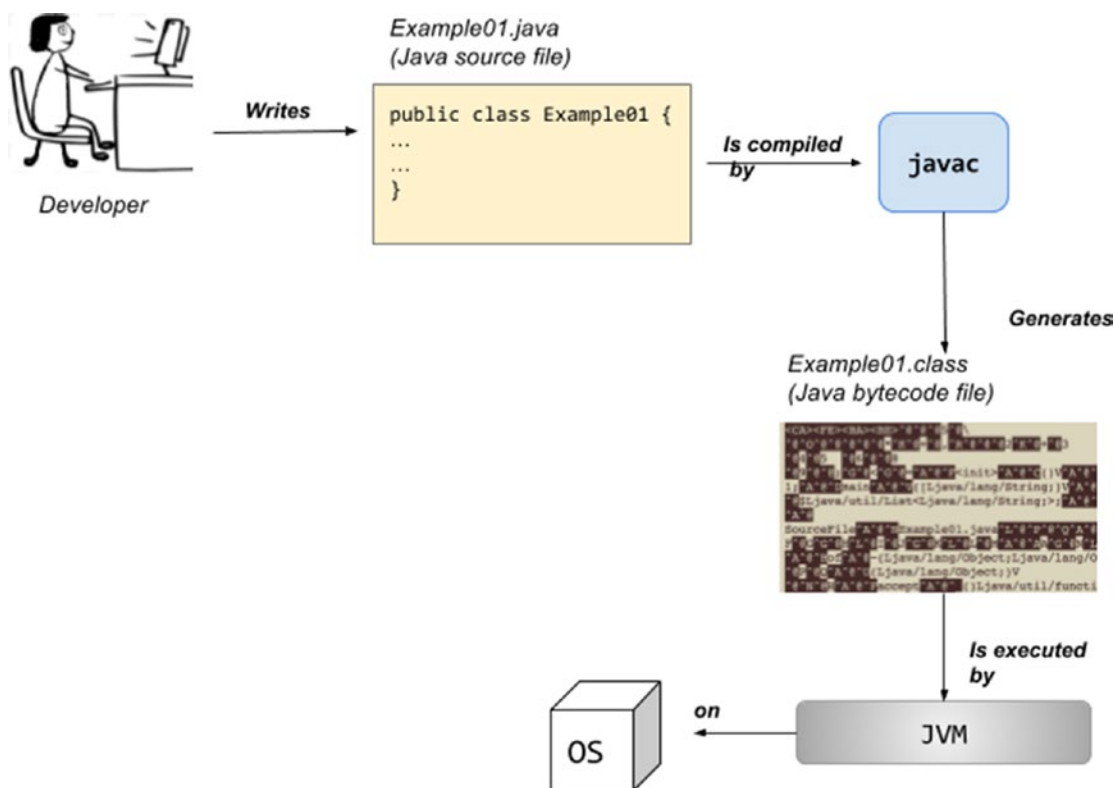 Example01.java
(Java source file)
Writes
public class Example01 {
...
...
}
Is compiled
by
javac
Developer
Generates
Example01.class
(Java bytecode file)
<init>
()V
main
([Ljava/lang/String;)V
Ljava/util/List<Ljava/lang/String;>;
SourceFile
Example01.java
(Ljava/lang/Object;Ljava/lang/O
(Ljava/lang/Object;)V
accept
()Ljava/util/functi
Is executed
by
on
OS
JVM